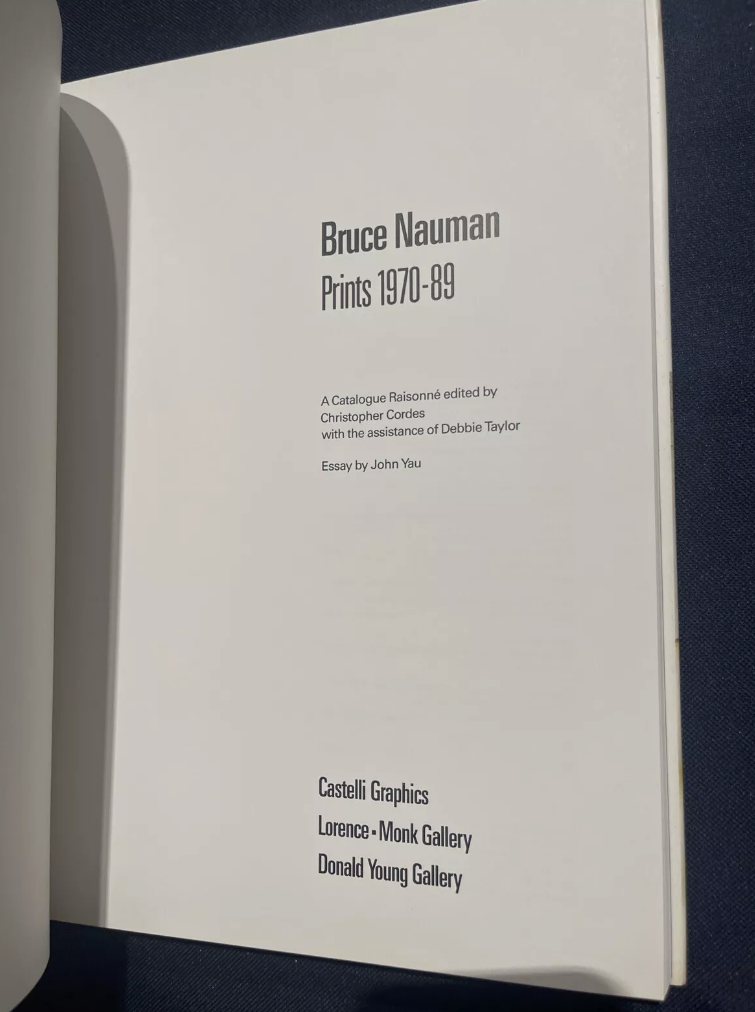 Bruce Nauman
Prints 1970-89
A Catalogue Raisonné edited by
Christopher Cordes
with the assistance of Debbie Taylor
Essay by John Yau
Castelli Graphics
Lorence▪Monk Gallery
Donald Young Gallery